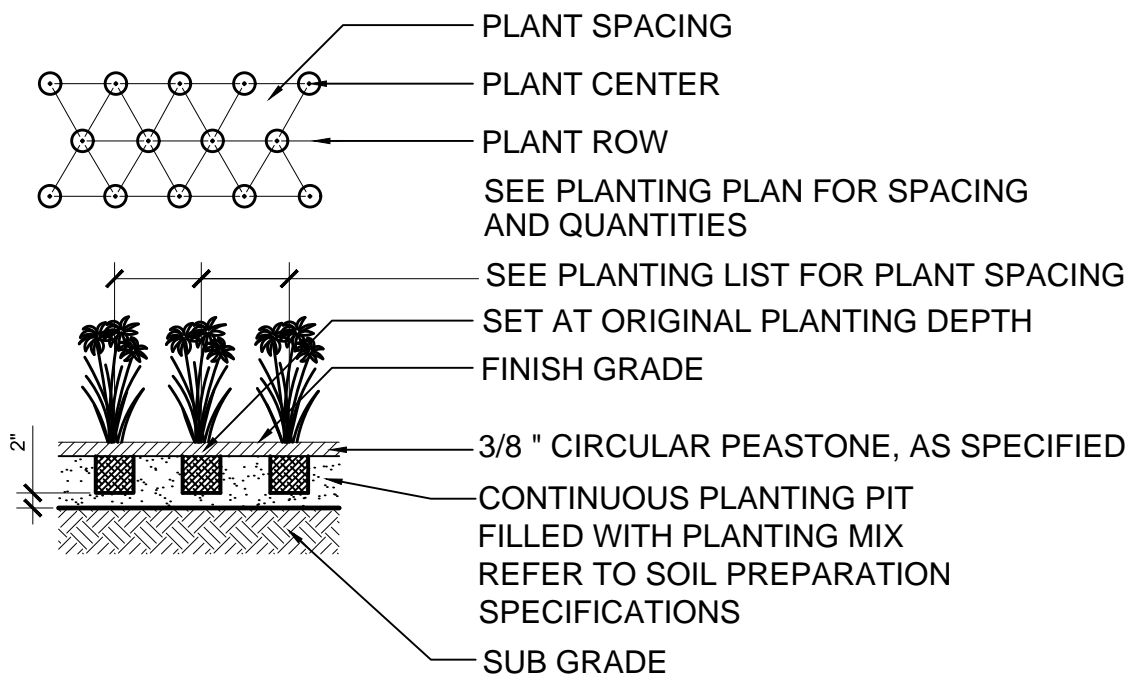 PLANT SPACING
PLANT CENTER
PLANT ROW
SEE PLANTING PLAN FOR SPACING
AND QUANTITIES
SEE PLANTING LIST FOR PLANT SPACING
SET AT ORIGINAL PLANTING DEPTH
FINISH GRADE
2"
3/8 " CIRCULAR PEASTONE, AS SPECIFIED
CONTINUOUS PLANTING PIT
FILLED WITH PLANTING MIX
REFER TO SOIL PREPARATION
SPECIFICATIONS
SUB GRADE